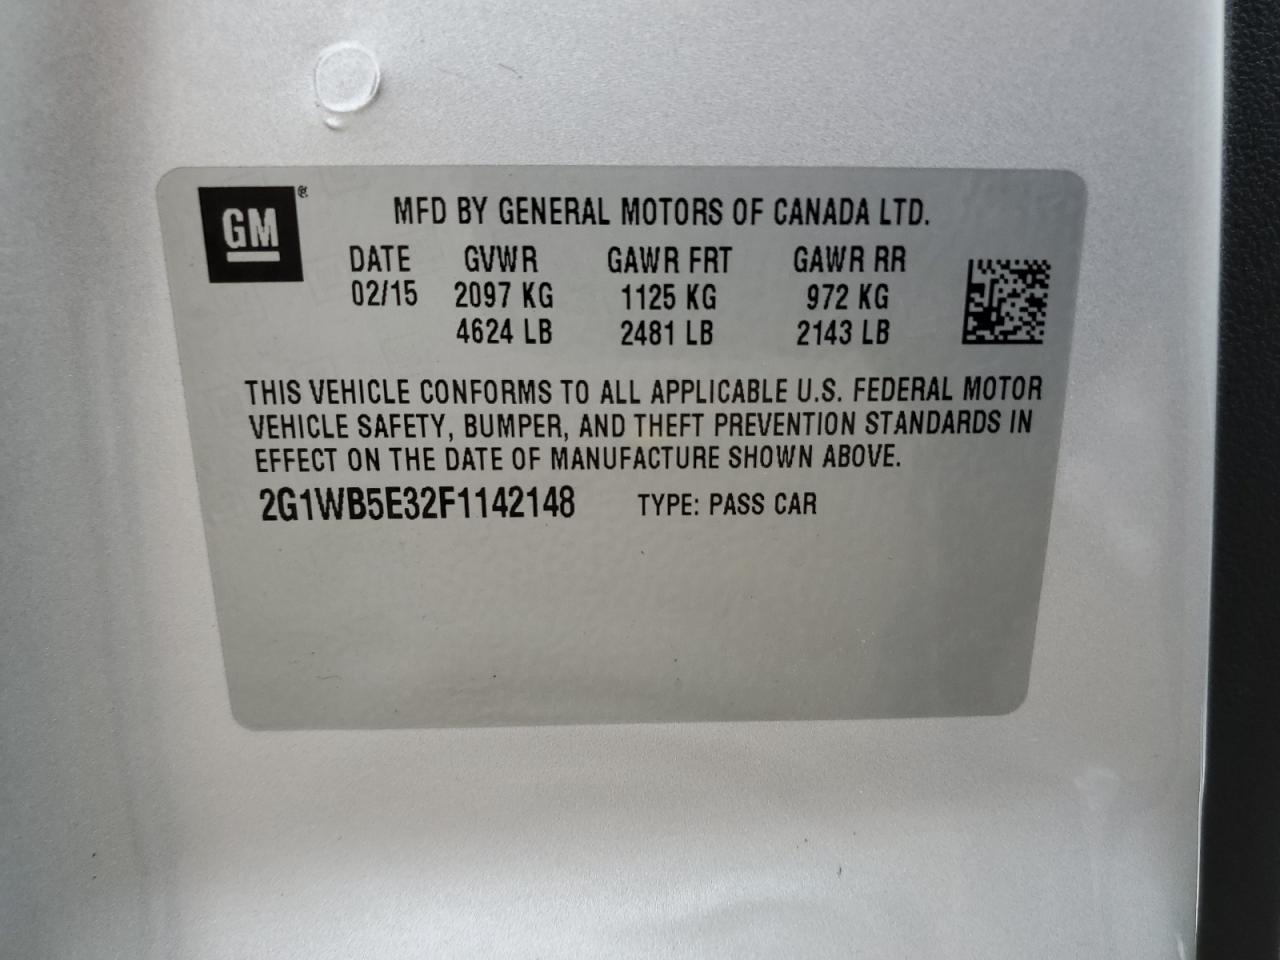 GM®
MFD BY GENERAL MOTORS OF CANADA LTD.
DATE GVWR GAWR FRT GAWR RR
02/15 2097 KG 1125 KG 972 KG
4624 LB 2481 LB 2143 LB
THIS VEHICLE CONFORMS TO ALL APPLICABLE U.S. FEDERAL MOTOR
VEHICLE SAFETY, BUMPER, AND THEFT PREVENTION STANDARDS IN
EFFECT ON THE DATE OF MANUFACTURE SHOWN ABOVE.
2G1WB5E32F1142148 TYPE: PASS CAR